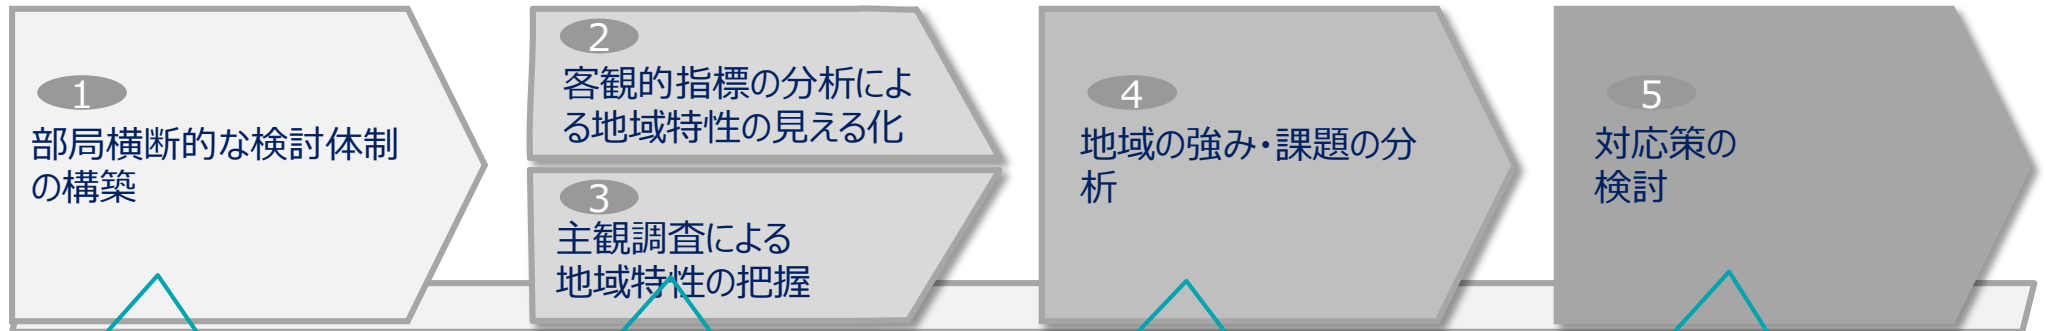 1
部局横断的な検討体制
の構築
2
客観的指標の分析によ
る地域特性の見える化
3
主観調査による
地域特性の把握
4
地域の強み・課題の分
析
5
対応策の
検討